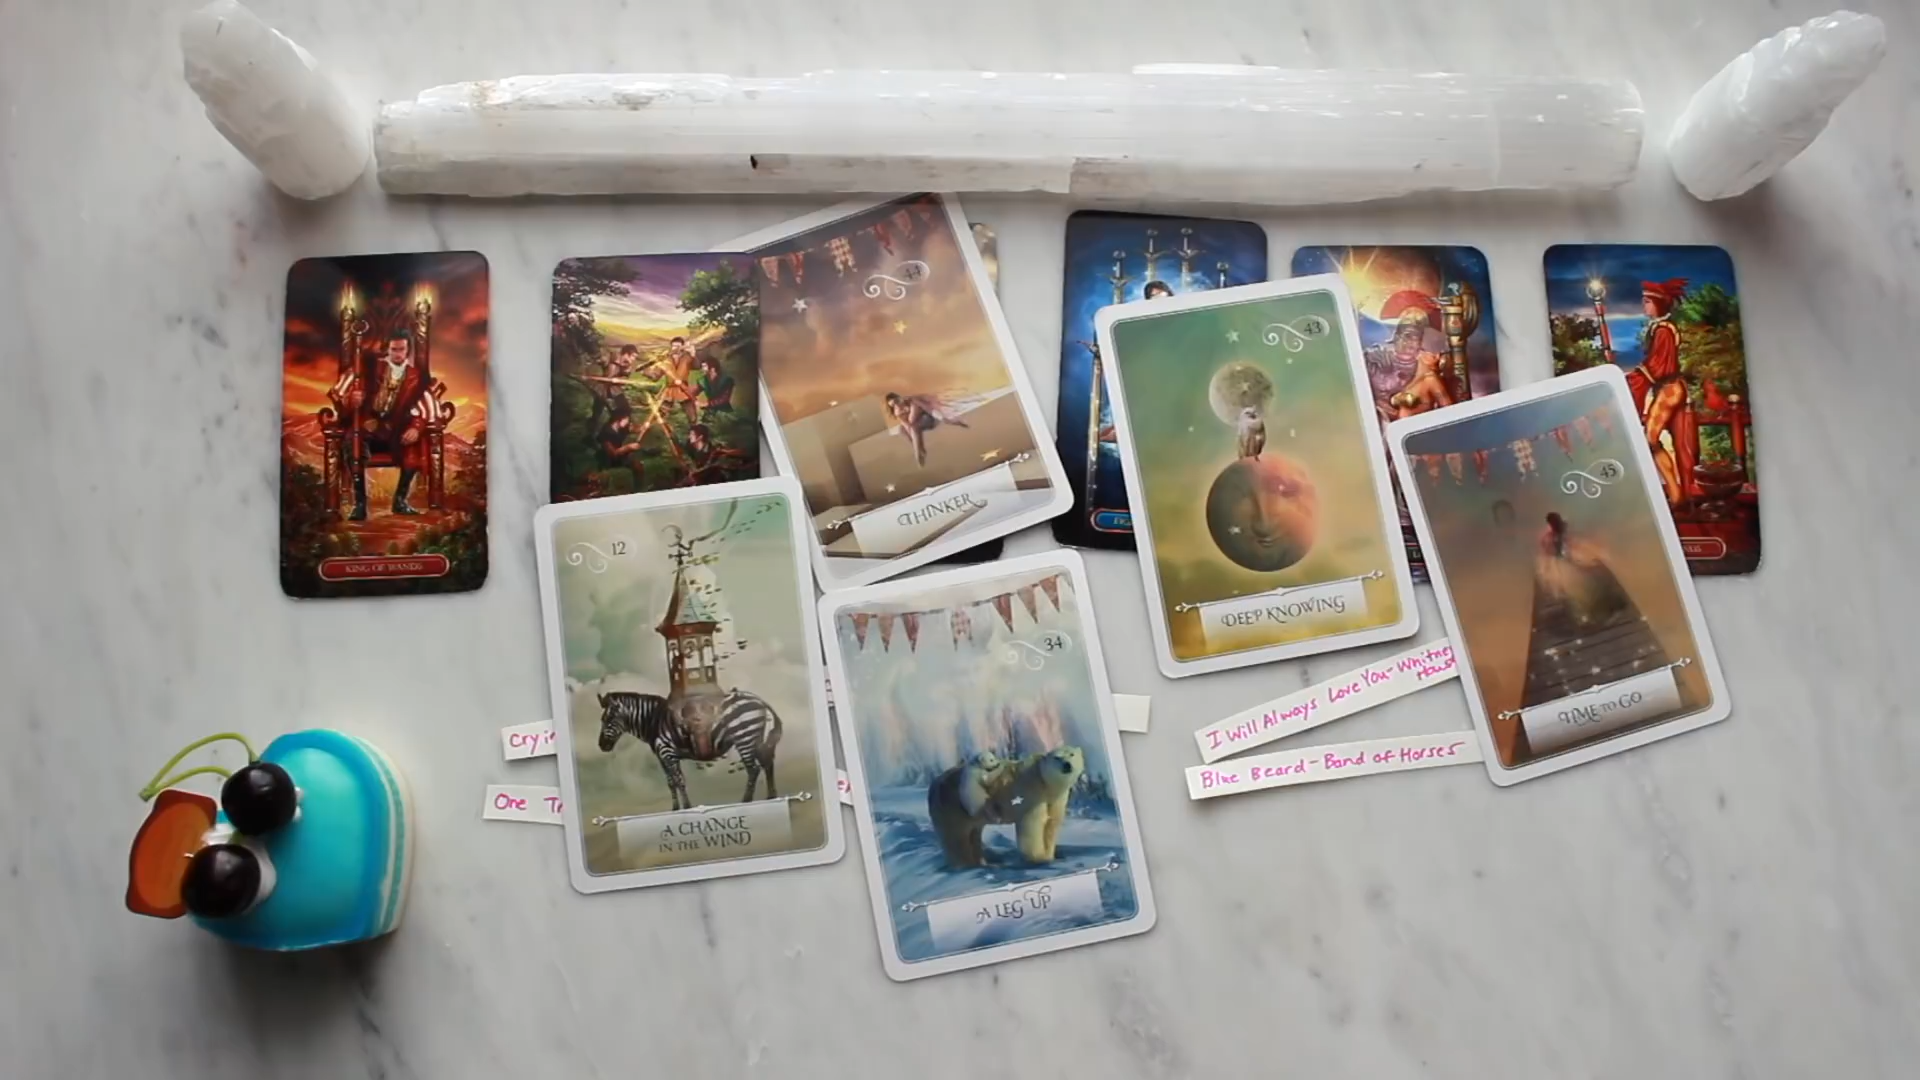 KING OF WANDS
44
THINKER
43
DEEP KNOWING
45
TIME TO GO
12
A CHANGE
IN THE WIND
34
A LEG UP
I Will Always Love You - Whitney
Blue Beard - Band of Horses
One